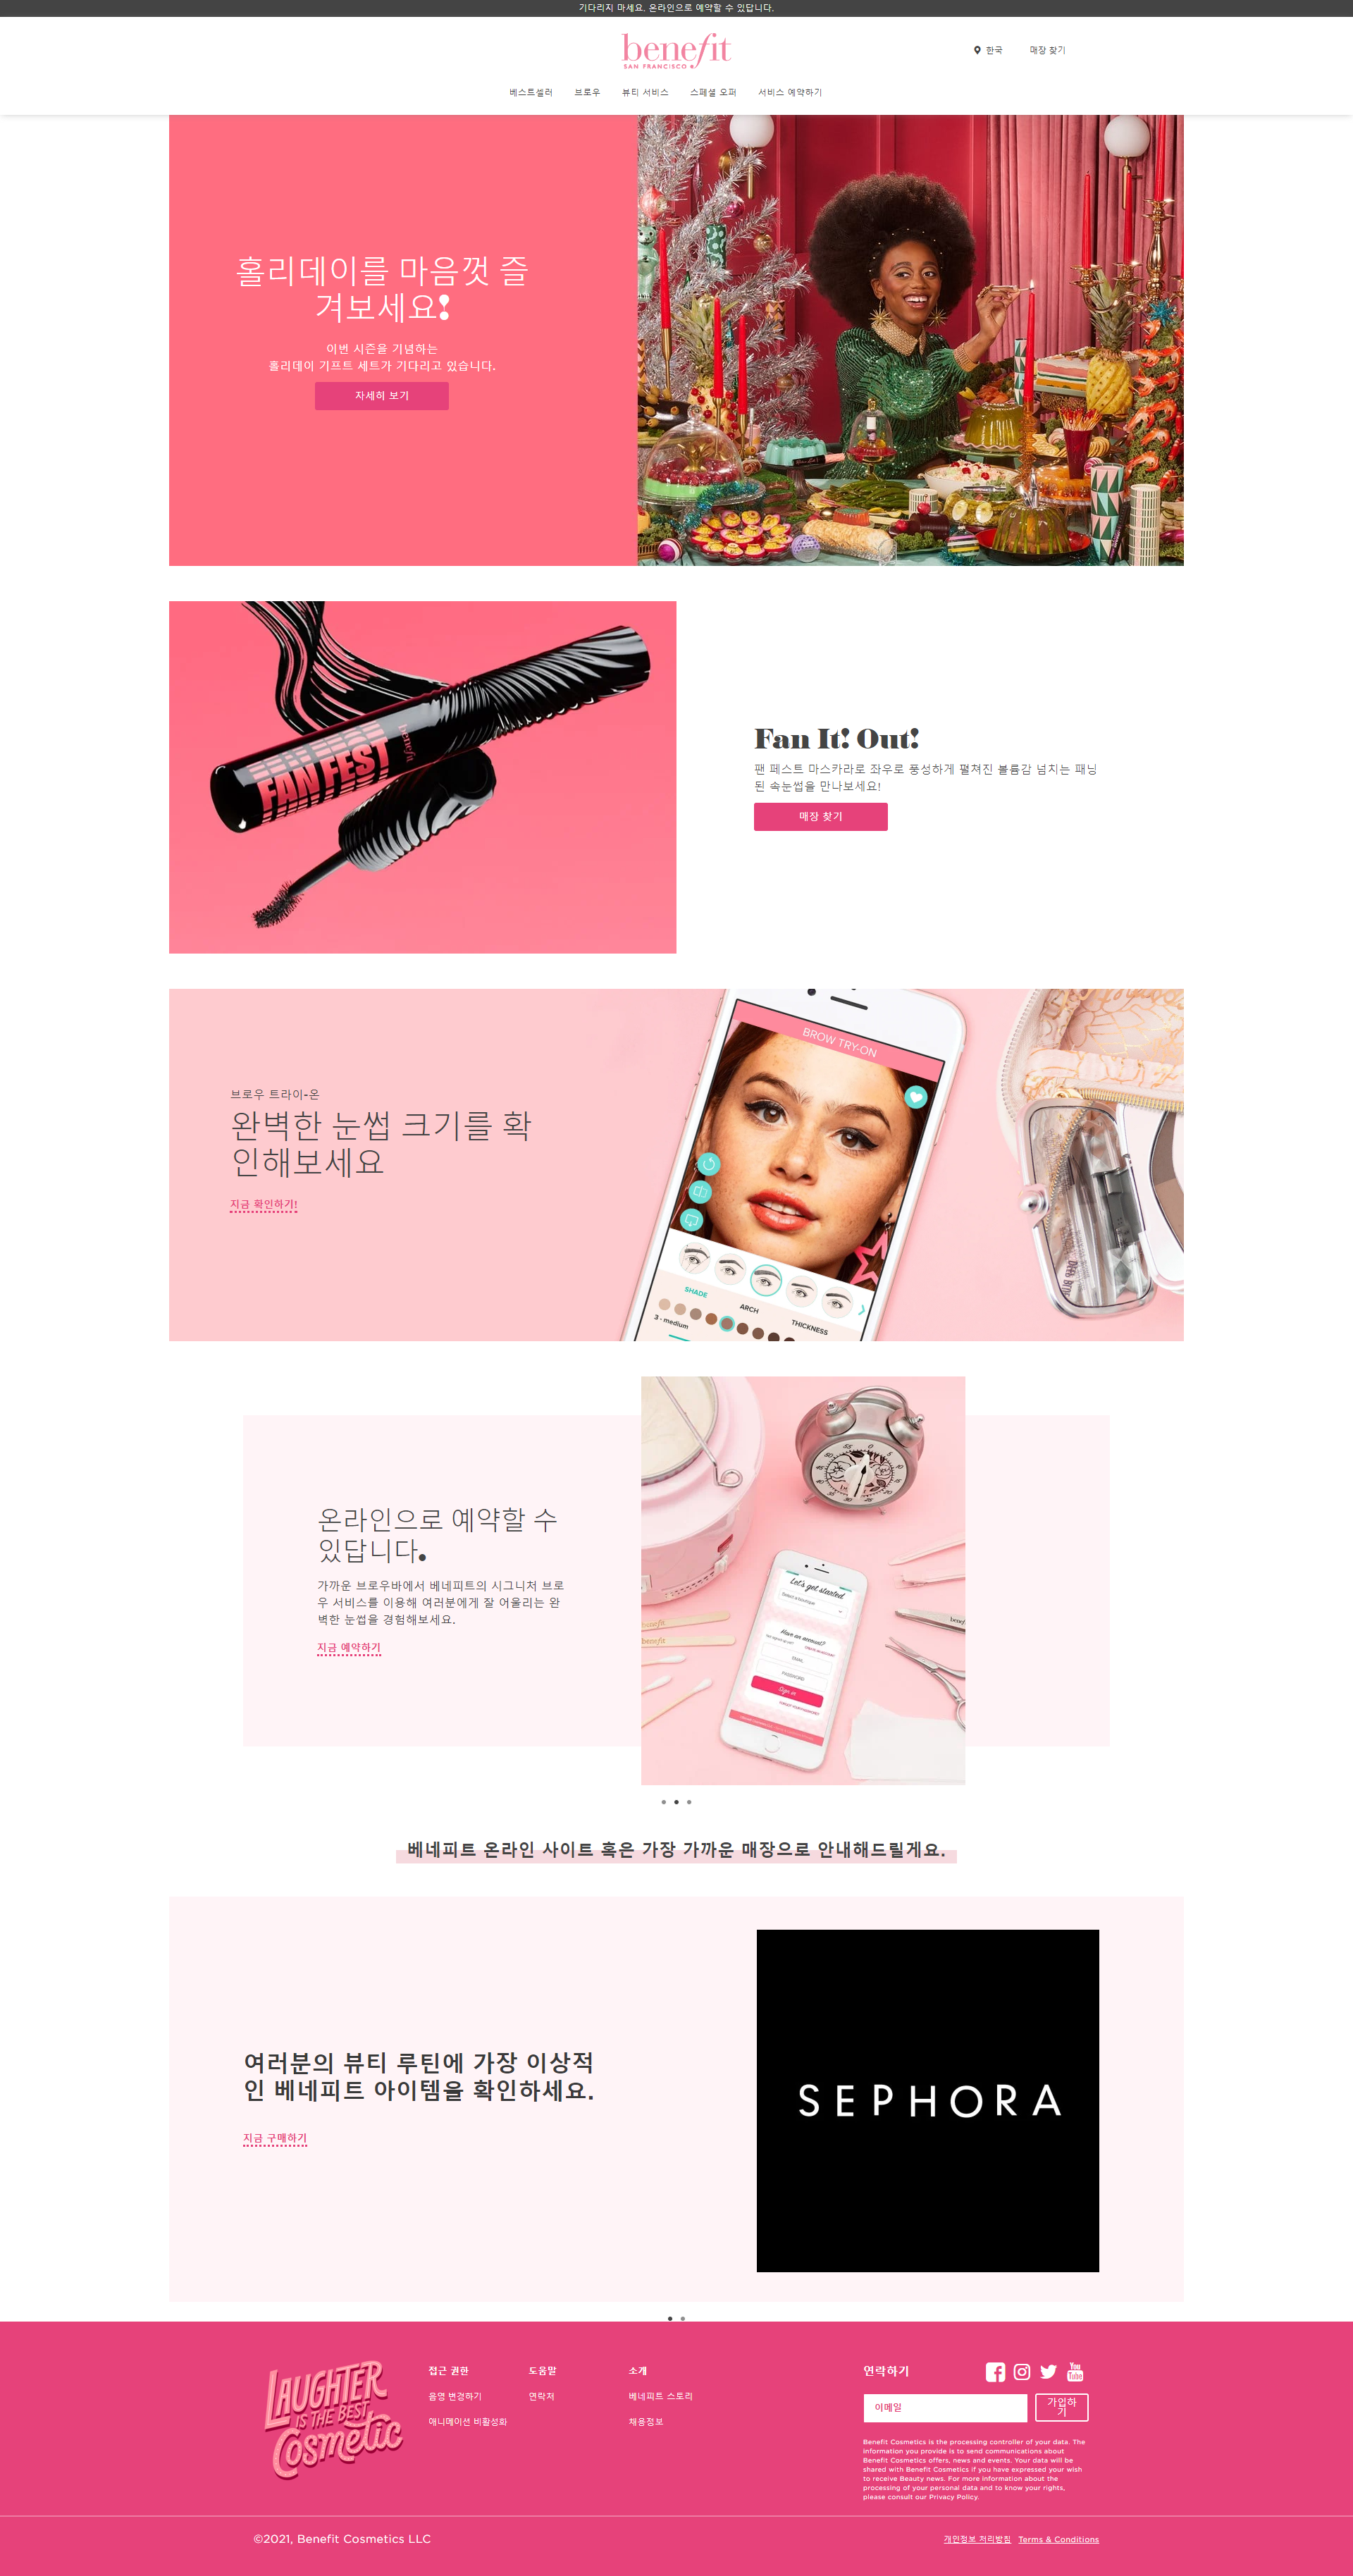 기다리지 마세요. 온라인으로 예약할 수 있답니다.
benefit
SAN FRANCISCO
한국
매장 찾기
베스트셀러
브로우
뷰티 서비스
스페셜 오퍼
서비스 예약하기
홀리데이를 마음껏 즐
겨보세요!
이번 시즌을 기념하는
홀리데이 기프트 세트가 기다리고 있습니다.
자세히 보기
benefit
FAN FEST
Fan It! Out!
팬 페스트 마스카라로 좌우로 풍성하게 펼쳐진 볼륨감 넘치는 패닝
된 속눈썹을 만나보세요!
매장 찾기
BROW TRY-ON
SHADE
ARCH
THICKNESS
3 - medium
브로우 트라이-온
완벽한 눈썹 크기를 확
인해보세요
지금 확인하기!
온라인으로 예약할 수
있답니다.
가까운 브로우바에서 베네피트의 시그니처 브로
우 서비스를 이용해 여러분에게 잘 어울리는 완
벽한 눈썹을 경험해보세요.
지금 예약하기
Let's get started
Select a boutique
Have an account?
EMAIL
PASSWORD
Sign in
benefit
benefit
베네피트 온라인 사이트 혹은 가장 가까운 매장으로 안내해드릴게요.
여러분의 뷰티 루틴에 가장 이상적
인 베네피트 아이템을 확인하세요.
지금 구매하기
SEPHORA
LAUGHTER
IS THE BEST
Cosmetic
접근 권한
음영 변경하기
애니메이션 비활성화
도움말
연락처
소개
베네피트 스토리
채용정보
연락하기
You
Tube
이메일
가입하
기
Benefit Cosmetics is the processing controller of your data. The
information you provide is to send communications about
Benefit Cosmetics offers, news and events. Your data will be
shared with Benefit Cosmetics if you have expressed your wish
to receive Beauty news. For more information about the
processing of your personal data and to know your rights,
please consult our Privacy Policy.
©2021, Benefit Cosmetics LLC
개인정보 처리방침
Terms & Conditions